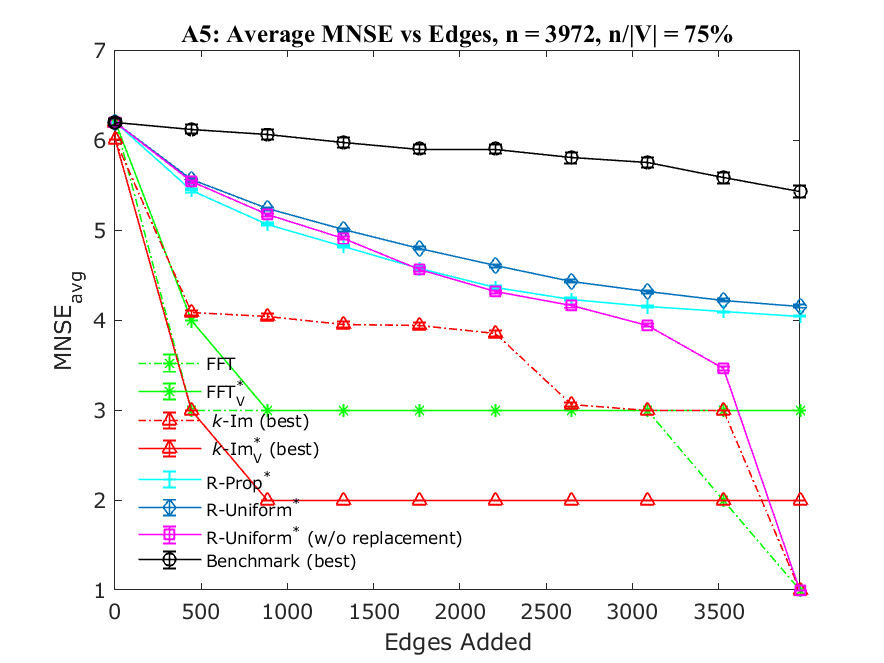 A5: Average MNSE vs Edges, n = 3972, n/|V| = 75%
7
6
5
4
3
2
1
MNSE_avg
FFT
FFT*_V
k-Im (best)
k-Im*_V (best)
R-Prop*
R-Uniform*
R-Uniform* (w/o replacement)
Benchmark (best)
0 500 1000 1500 2000 2500 3000 3500
Edges Added